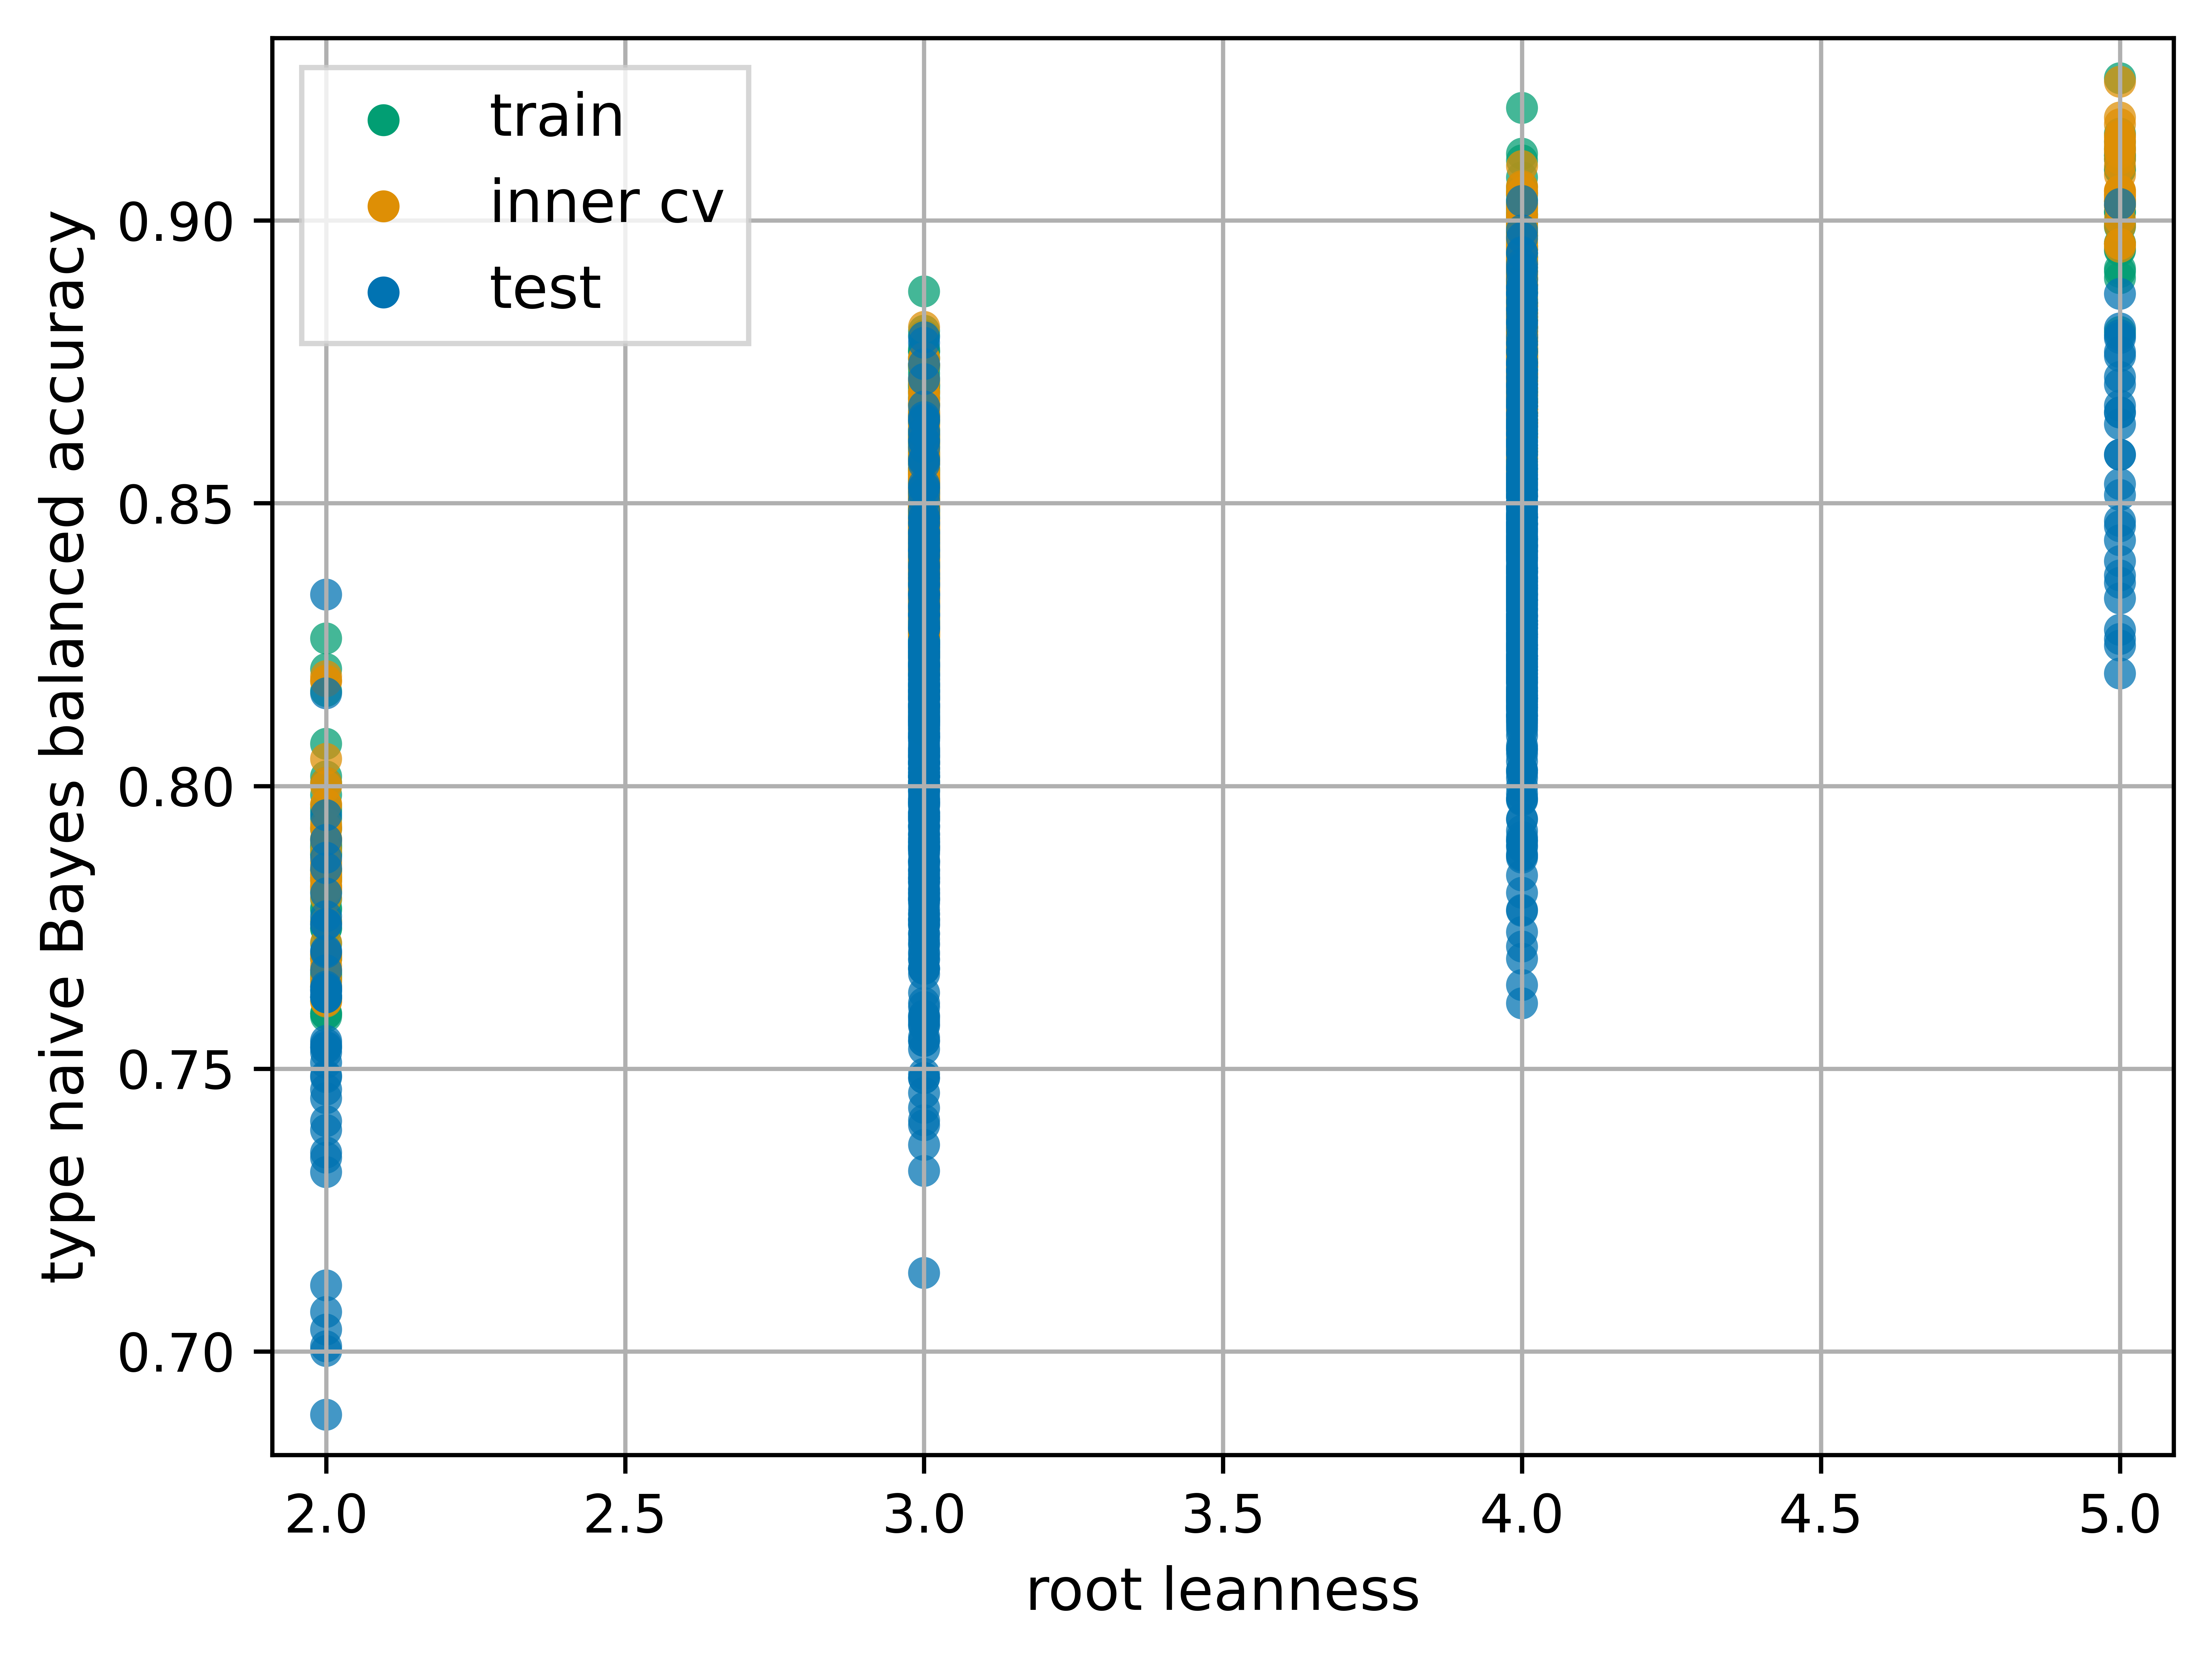 train
inner cv
test
type naive Bayes balanced accuracy
0.90
0.85
0.80
0.75
0.70
2.0 2.5 3.0 3.5 4.0 4.5 5.0
root leanness